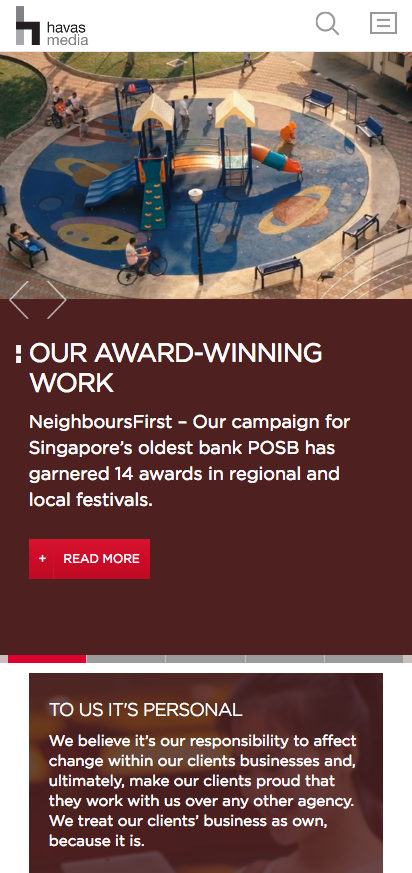 havas
media
OUR AWARD-WINNING
WORK
NeighboursFirst – Our campaign for
Singapore's oldest bank POSB has
garnered 14 awards in regional and
local festivals.
+ READ MORE
TO US IT'S PERSONAL
We believe it's our responsibility to affect
change within our clients businesses and,
ultimately, make our clients proud that
they work with us over any other agency.
We treat our clients' business as own,
because it is.